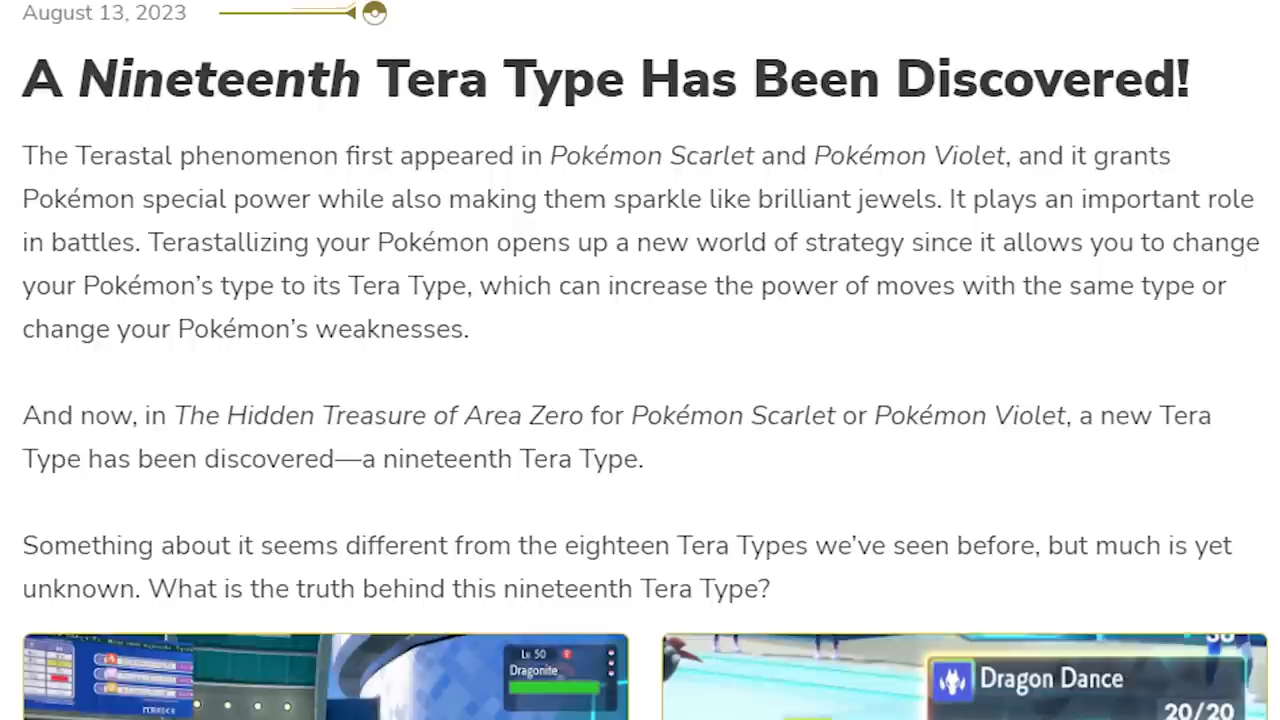 August 13, 2023
A Nineteenth Tera Type Has Been Discovered!
The Terastal phenomenon first appeared in Pokémon Scarlet and Pokémon Violet, and it grants
Pokémon special power while also making them sparkle like brilliant jewels. It plays an important role
in battles. Terastallizing your Pokémon opens up a new world of strategy since it allows you to change
your Pokémon’s type to its Tera Type, which can increase the power of moves with the same type or
change your Pokémon’s weaknesses.
And now, in The Hidden Treasure of Area Zero for Pokémon Scarlet or Pokémon Violet, a new Tera
Type has been discovered—a nineteenth Tera Type.
Something about it seems different from the eighteen Tera Types we’ve seen before, but much is yet
unknown. What is the truth behind this nineteenth Tera Type?
Lv. 50
Dragonite
Dragon Dance
20/20